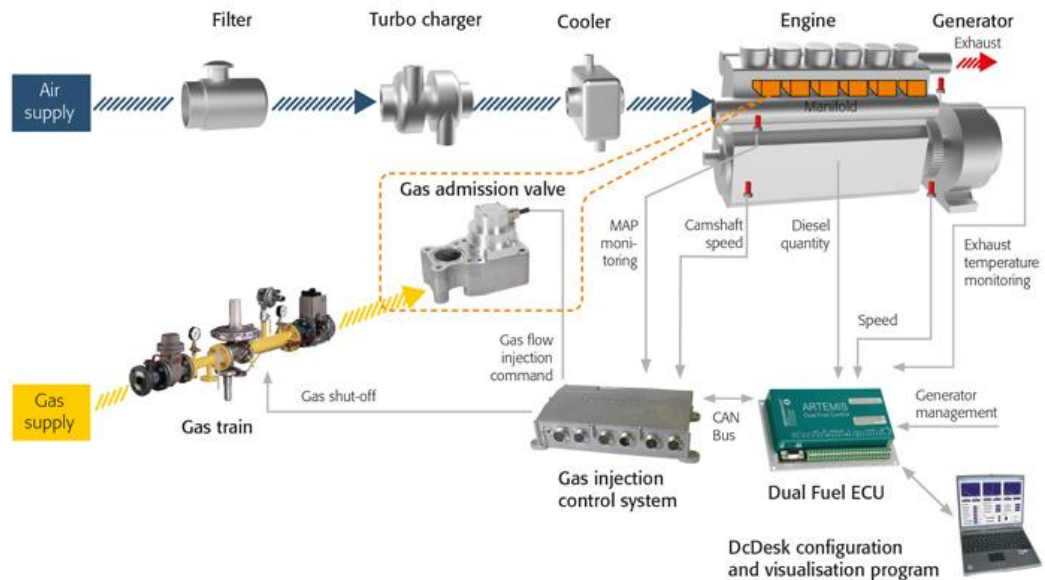 Filter
Turbo charger
Cooler
Engine
Generator
Exhaust
Air
supply
Manifold
Gas admission valve
MAP
moni-
toring
Camshaft
speed
Diesel
quantity
Exhaust
temperature
monitoring
Speed
Gas flow
injection
command
Gas
supply
Gas train
Gas shut-off
ARTEMIS
Dual Fuel Control
CAN
Bus
Generator
management
Gas injection
control system
Dual Fuel ECU
DcDesk configuration
and visualisation program